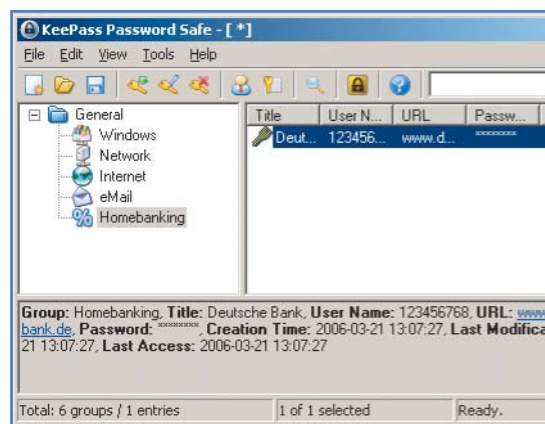 KeePass Password Safe - [ *]
File Edit View Tools Help
General
Windows
Network
Internet
eMail
Homebanking
Title User N... URL Passw...
Deut... 123456... www.d... ********
Group: Homebanking, Title: Deutsche Bank, User Name: 123456768, URL: www
bank.de, Password: ********, Creation Time: 2006-03-21 13:07:27, Last Modifica
21 13:07:27, Last Access: 2006-03-21 13:07:27
Total: 6 groups / 1 entries 1 of 1 selected Ready.